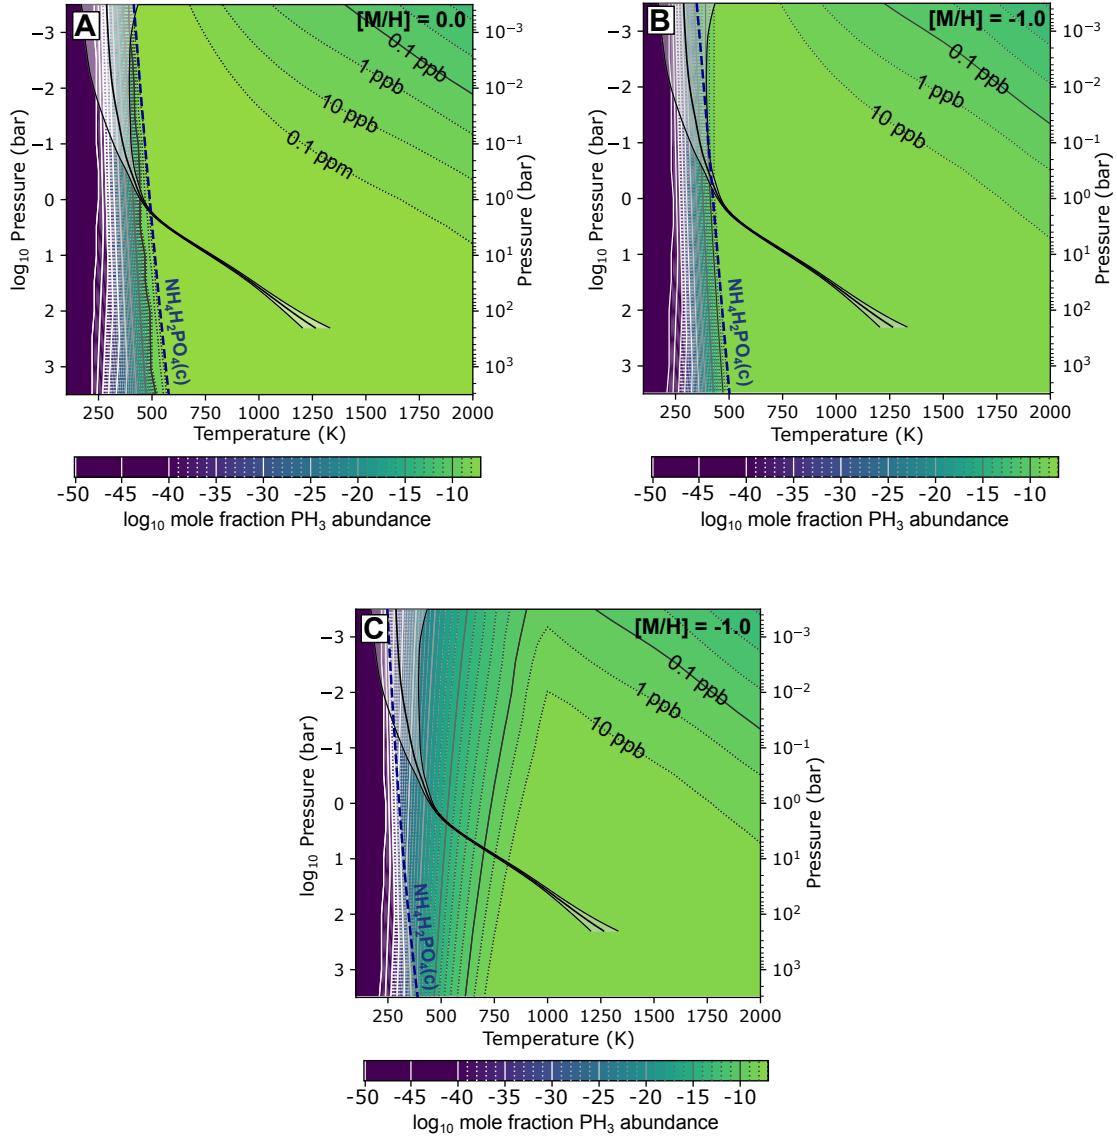 A
[M/H] = 0.0
−3
−2
−1
0
1
2
3
log₁₀ Pressure (bar)
0.1 ppb
1 ppb
10 ppb
0.1 ppm
NH₄H₂PO₄(c)
10⁻³
10⁻²
10⁻¹
10⁰
10¹
10²
10³
Pressure (bar)
250 500 750 1000 1250 1500 1750 2000
Temperature (K)
-50 -45 -40 -35 -30 -25 -20 -15 -10
log₁₀ mole fraction PH₃ abundance
B
[M/H] = -1.0
−3
−2
−1
0
1
2
3
log₁₀ Pressure (bar)
0.1 ppb
1 ppb
10 ppb
NH₄H₂PO₄(c)
10⁻³
10⁻²
10⁻¹
10⁰
10¹
10²
10³
Pressure (bar)
250 500 750 1000 1250 1500 1750 2000
Temperature (K)
-50 -45 -40 -35 -30 -25 -20 -15 -10
log₁₀ mole fraction PH₃ abundance
C
[M/H] = -1.0
−3
−2
−1
0
1
2
3
log₁₀ Pressure (bar)
0.1 ppb
1 ppb
10 ppb
NH₄H₂PO₄(c)
10⁻³
10⁻²
10⁻¹
10⁰
10¹
10²
10³
Pressure (bar)
250 500 750 1000 1250 1500 1750 2000
Temperature (K)
-50 -45 -40 -35 -30 -25 -20 -15 -10
log₁₀ mole fraction PH₃ abundance